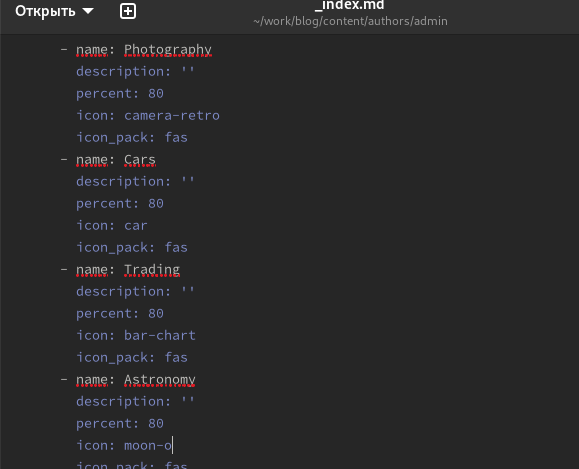 Открыть
_index.md
~/work/blog/content/authors/admin
- name: Photography
description: ''
percent: 80
icon: camera-retro
icon_pack: fas
- name: Cars
description: ''
percent: 80
icon: car
icon_pack: fas
- name: Trading
description: ''
percent: 80
icon: bar-chart
icon_pack: fas
- name: Astronomy
description: ''
percent: 80
icon: moon-o
icon_pack: fas